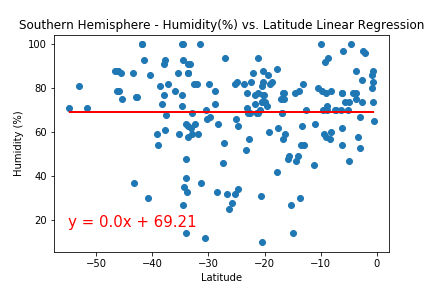 Southern Hemisphere - Humidity(%) vs. Latitude Linear Regression
100
80
60
40
20
Humidity (%)
y = 0.0x + 69.21
−50 −40 −30 −20 −10 0
Latitude